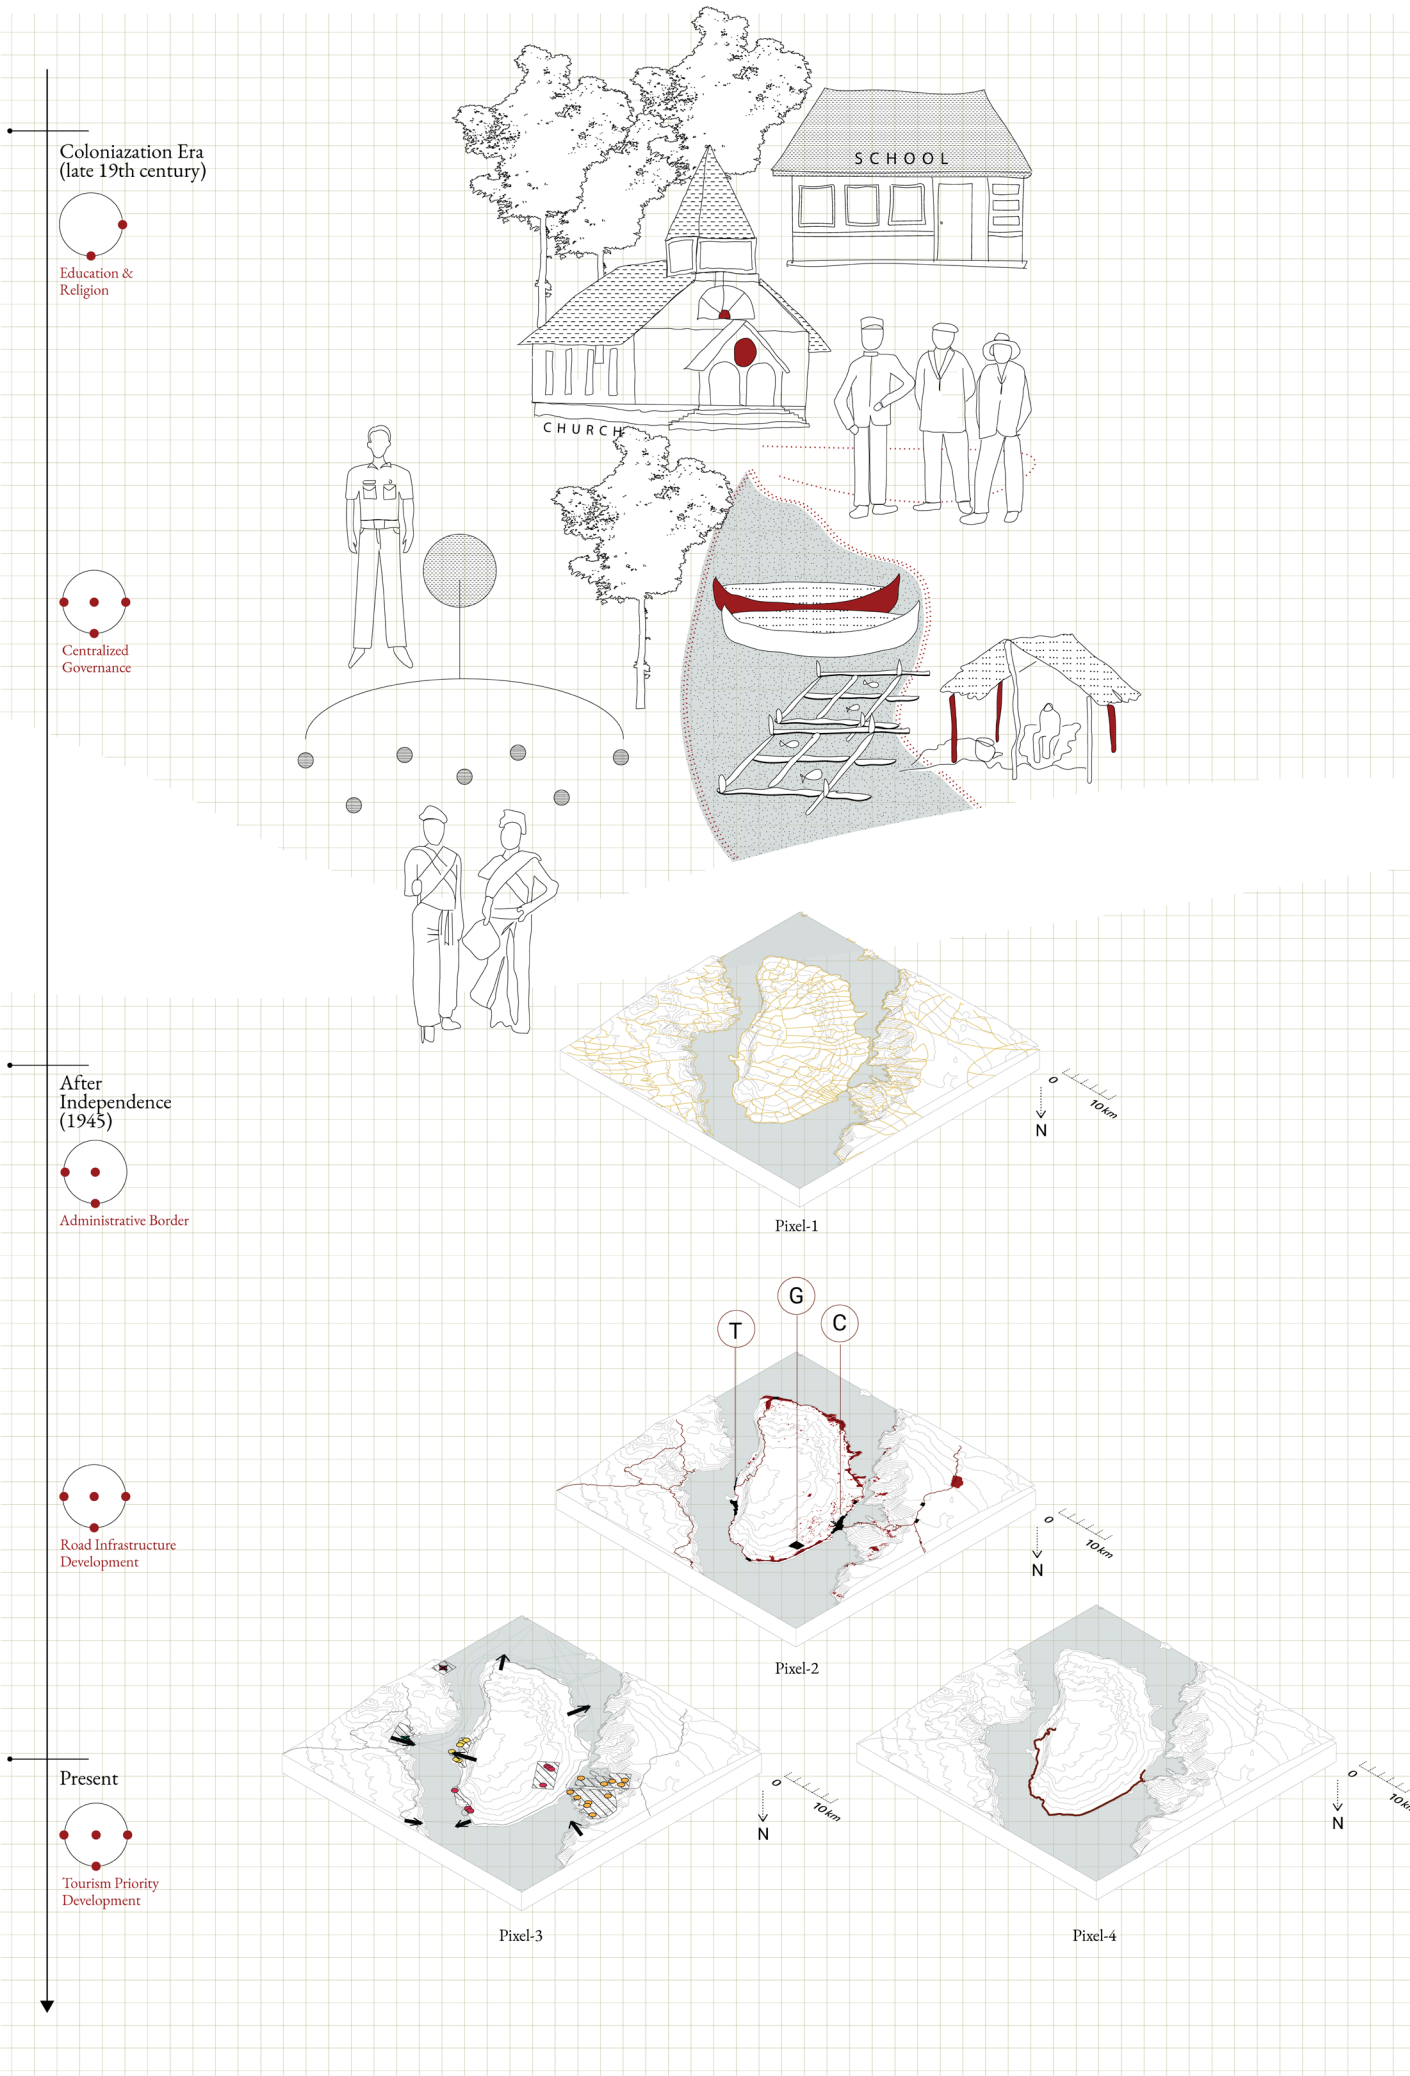 SCHOOL
Coloniazation Era
(late 19th century)
Education &
Religion
CHURCH
Centralized
Governance
After
Independence
(1945)
0
10km
N
Administrative Border
Pixel-1
G
T
C
Road Infrastructure
Development
0
10km
N
Pixel-2
Present
0
10km
N
0
10km
N
Tourism Priority
Development
Pixel-3
Pixel-4